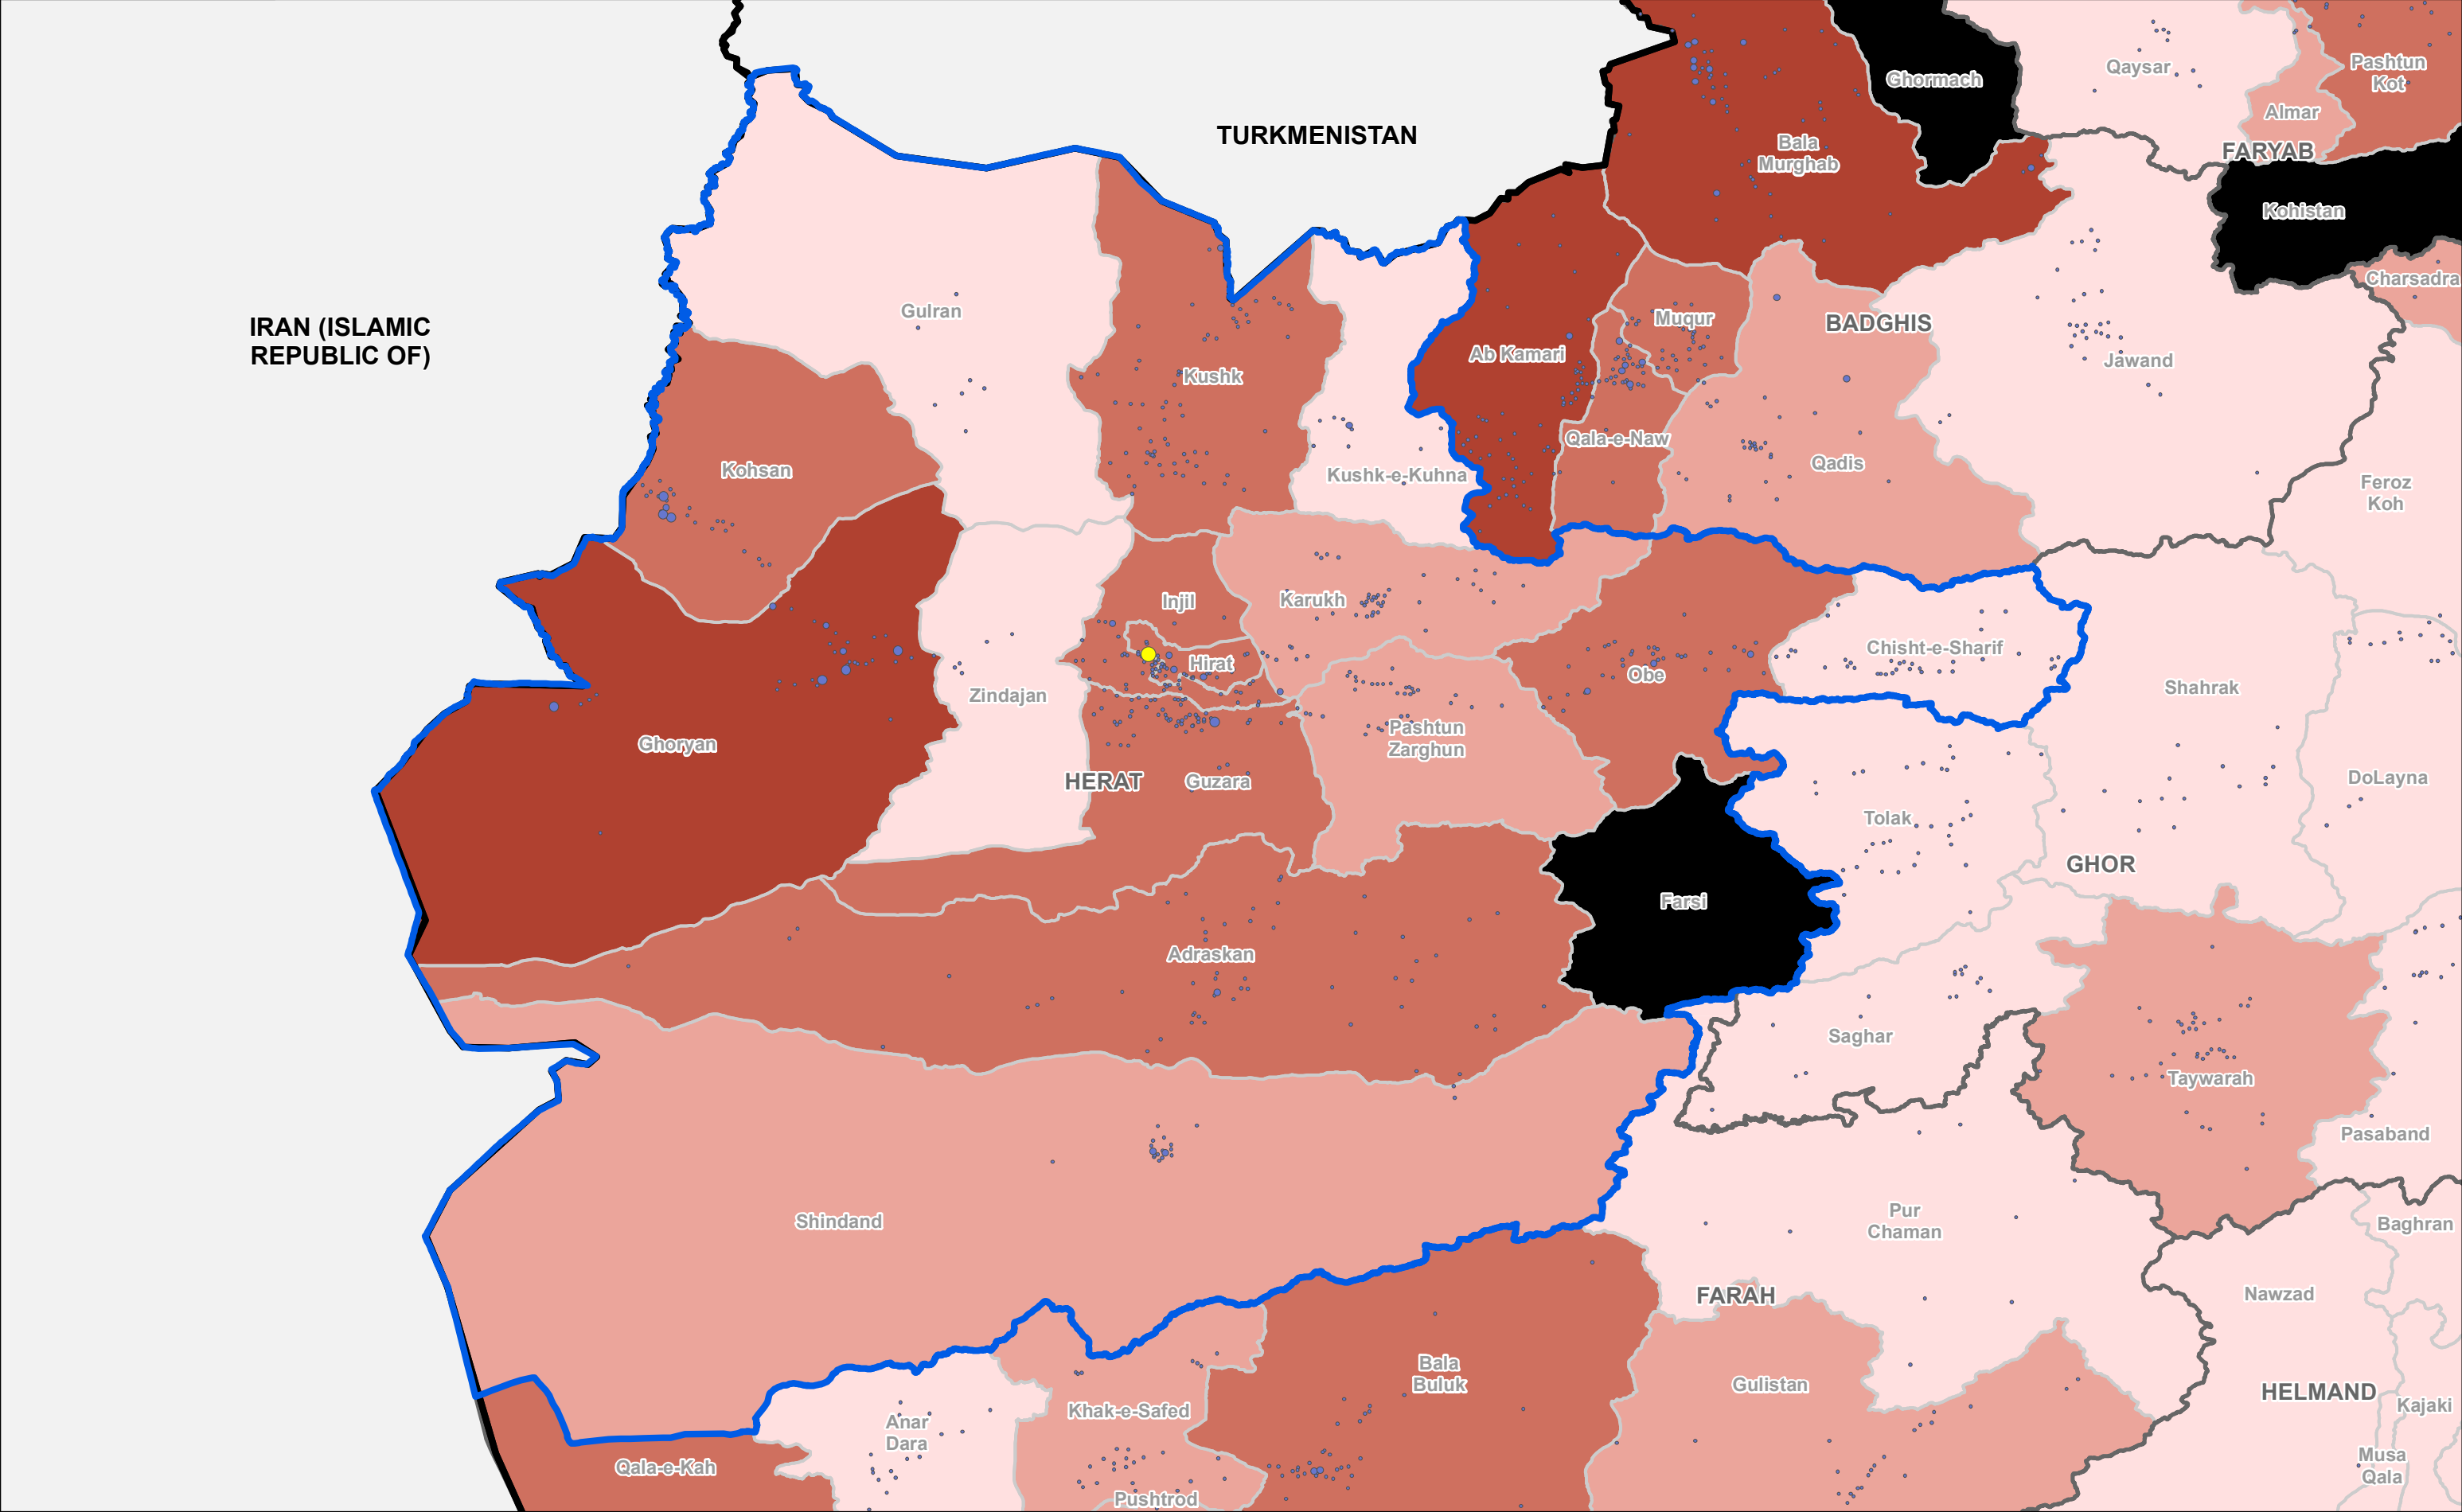 Qaysar
Pashtun
Kot
Ghormach
Almar
TURKMENISTAN
Bala
Murghab
FARYAB
Kohistan
Charsadra
Gulran
IRAN (ISLAMIC
REPUBLIC OF)
Muqur
BADGHIS
Ab Kamari
Jawand
Kushk
Qala-e-Naw
Kohsan
Kushk-e-Kuhna
Qadis
Feroz
Koh
Injil
Karukh
Chisht-e-Sharif
Hirat
Obe
Zindajan
Shahrak
Ghoryan
Pashtun
Zarghun
HERAT
Guzara
DoLayna
Tolak
GHOR
Farsi
Adraskan
Saghar
Taywarah
Pasaband
Shindand
Pur
Chaman
Baghran
FARAH
Nawzad
Bala
Buluk
Gulistan
HELMAND
Kajaki
Khak-e-Safed
Anar
Dara
Qala-e-Kah
Musa
Qala
Pushtrod